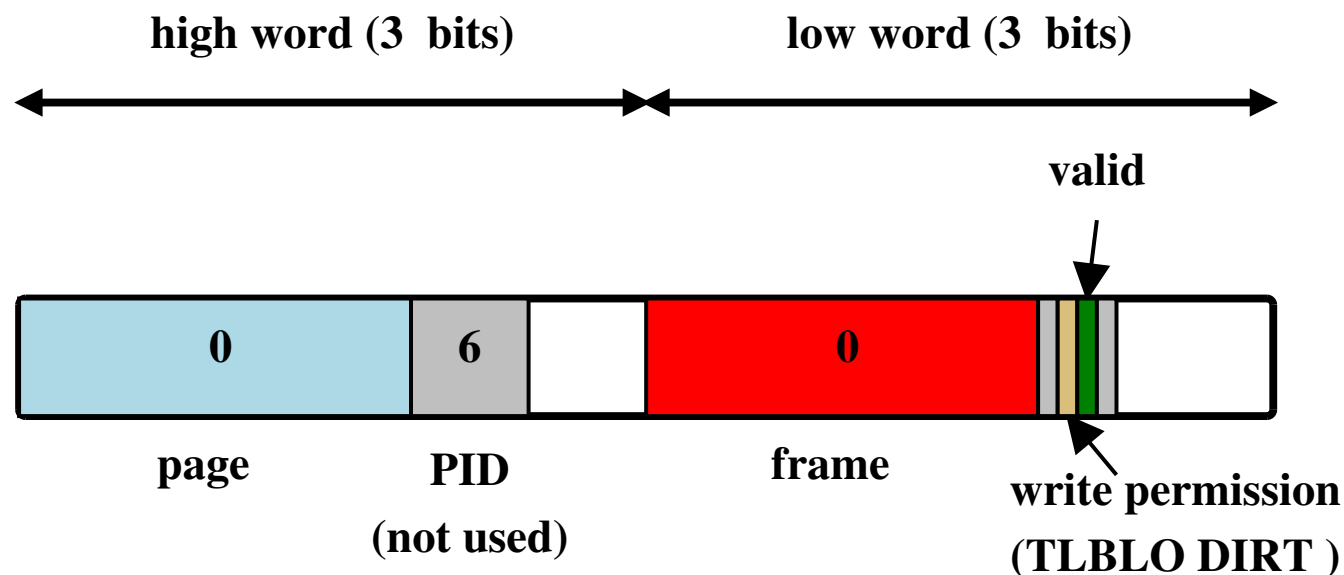 high word (3  bits)
low word (3  bits)
valid
0
6
0
page
PID
frame
(not used)
write permission
(TLBLO DIRT )